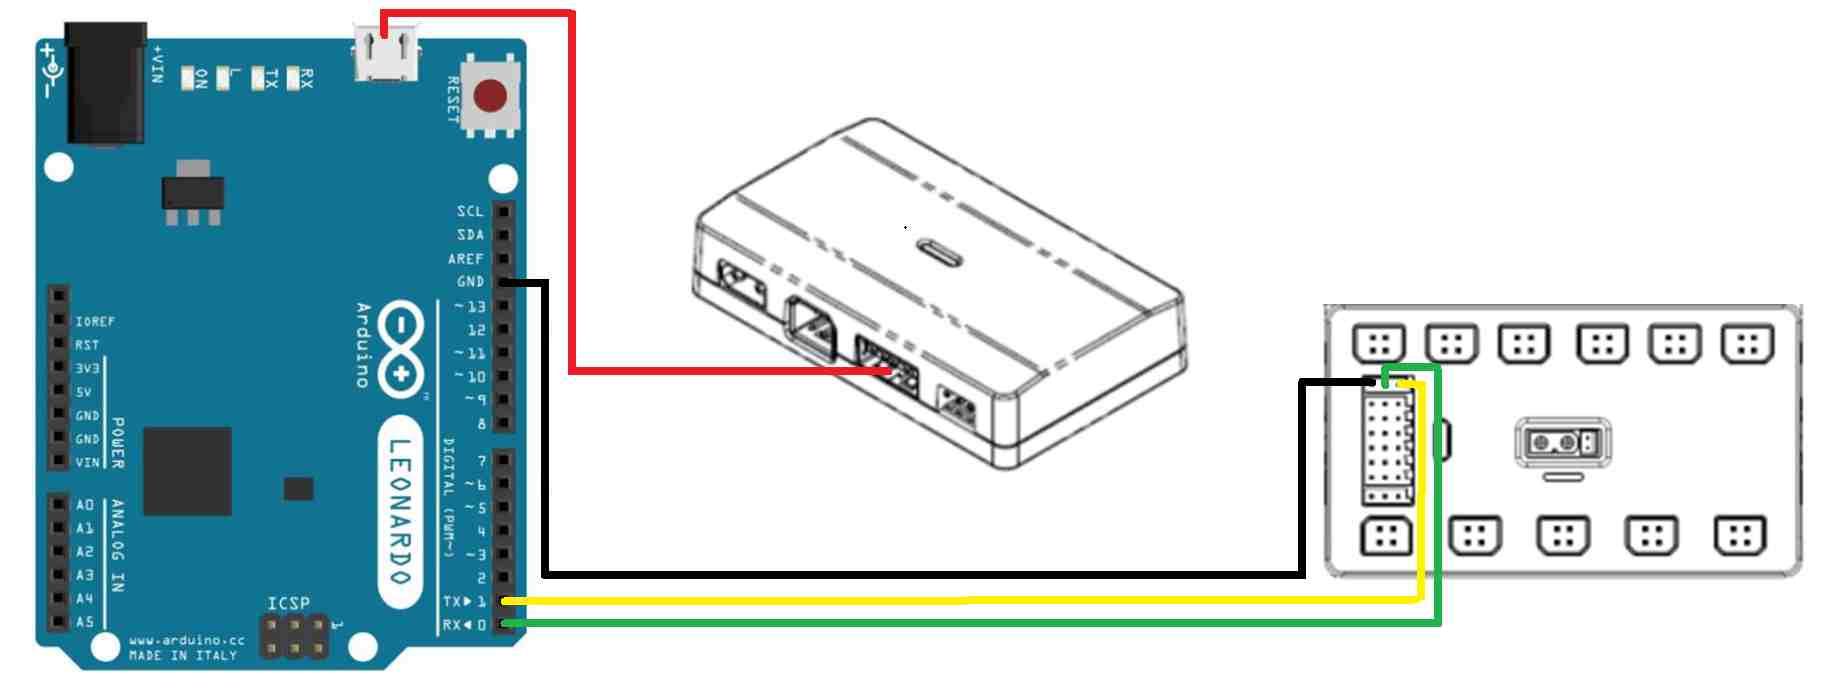 +VIN
ON
L
TX
RX
RESET
SCL
SDA
AREF
GND
~13
12
~11
~10
~9
8
7
~6
~5
4
~3
2
TX▶ 1
RX◀ 0
IOREF
RST
3V3
5V
GND
GND
VIN
POWER
A0
A1
A2
A3
A4
A5
ANALOG IN
Arduino
TM
LEONARDO
DIGITAL (PWM~)
ICSP
1
www.arduino.cc
MADE IN ITALY